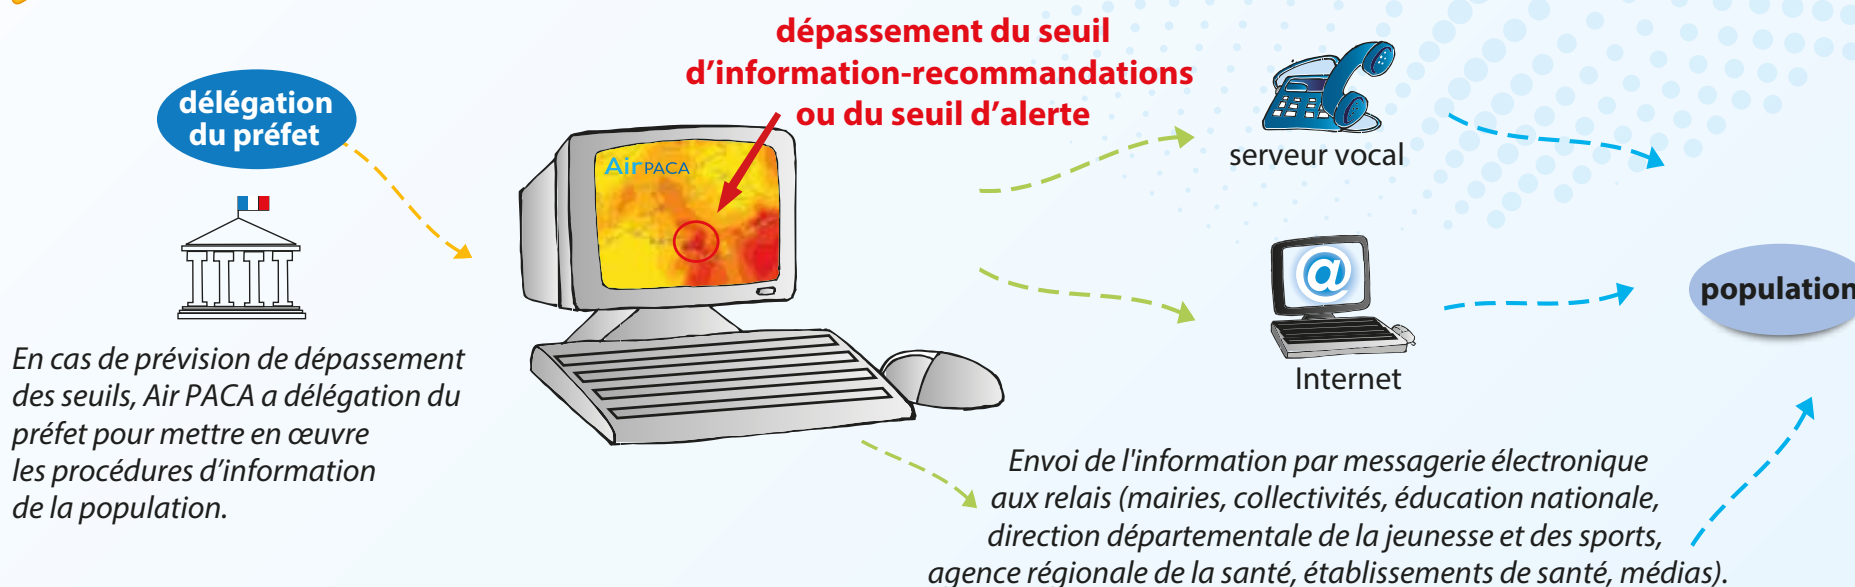 dépassement du seuil
d’information-recommandations
ou du seuil d’alerte
délégation
du préfet
AirPACA
serveur vocal
@
Internet
population
En cas de prévision de dépassement
des seuils, Air PACA a délégation du
préfet pour mettre en œuvre
les procédures d’information
de la population.
Envoi de l'information par messagerie électronique
aux relais (mairies, collectivités, éducation nationale,
direction départementale de la jeunesse et des sports,
agence régionale de la santé, établissements de santé, médias).